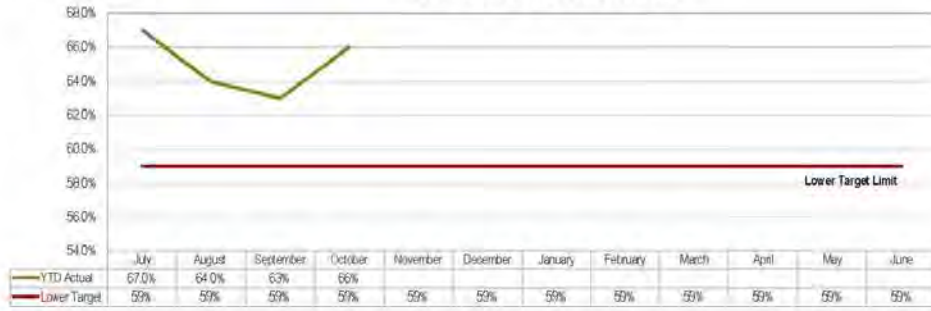 68.0%
66.0%
64.0%
62.0%
60.0%
58.0%
56.0%
54.0%
Lower Target Limit
July August September October November December January February March April May June
YTD Actual 67.0% 64.0% 63% 66%
Lower Target 59% 59% 59% 59% 59% 59% 59% 59% 59% 59% 59% 59%